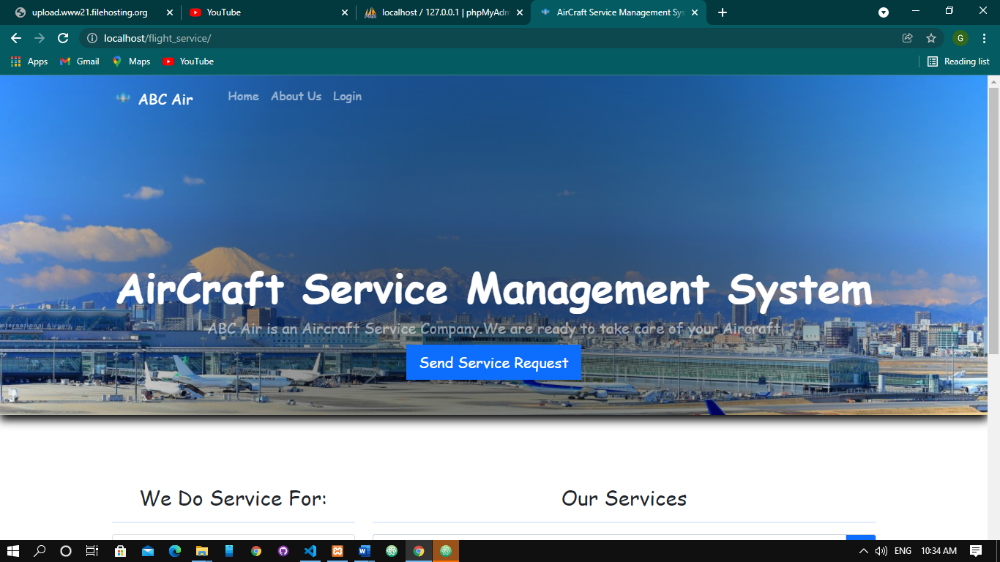 upload.www21.filehosting.org
YouTube
localhost / 127.0.0.1 | phpMyAdm
AirCraft Service Management Sys
localhost/flight_service/
G
Apps
Gmail
Maps
YouTube
Reading list
ABC Air
Home
About Us
Login
AirCraft Service Management System
ABC Air is an Aircraft Service Company.We are ready to take care of your Aircraft
Send Service Request
We Do Service For:
Our Services
ENG
10:34 AM